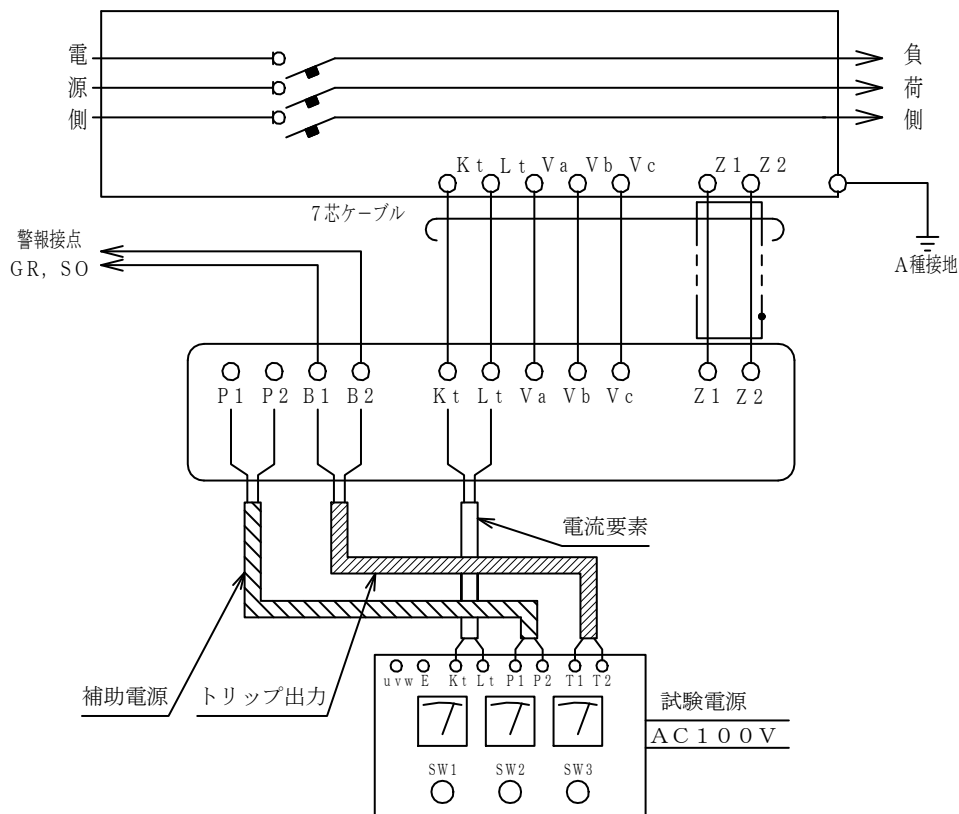 電 負
源 荷
側 側
Kt Lt Va Vb Vc Z1 Z2
7芯ケーブル
警報接点
GR, SO
A種接地
P1 P2 B1 B2 Kt Lt Va Vb Vc Z1 Z2
電流要素
補助電源
トリップ出力
uvw E Kt Lt P1 P2 T1 T2
試験電源
AC100V
SW1 SW2 SW3